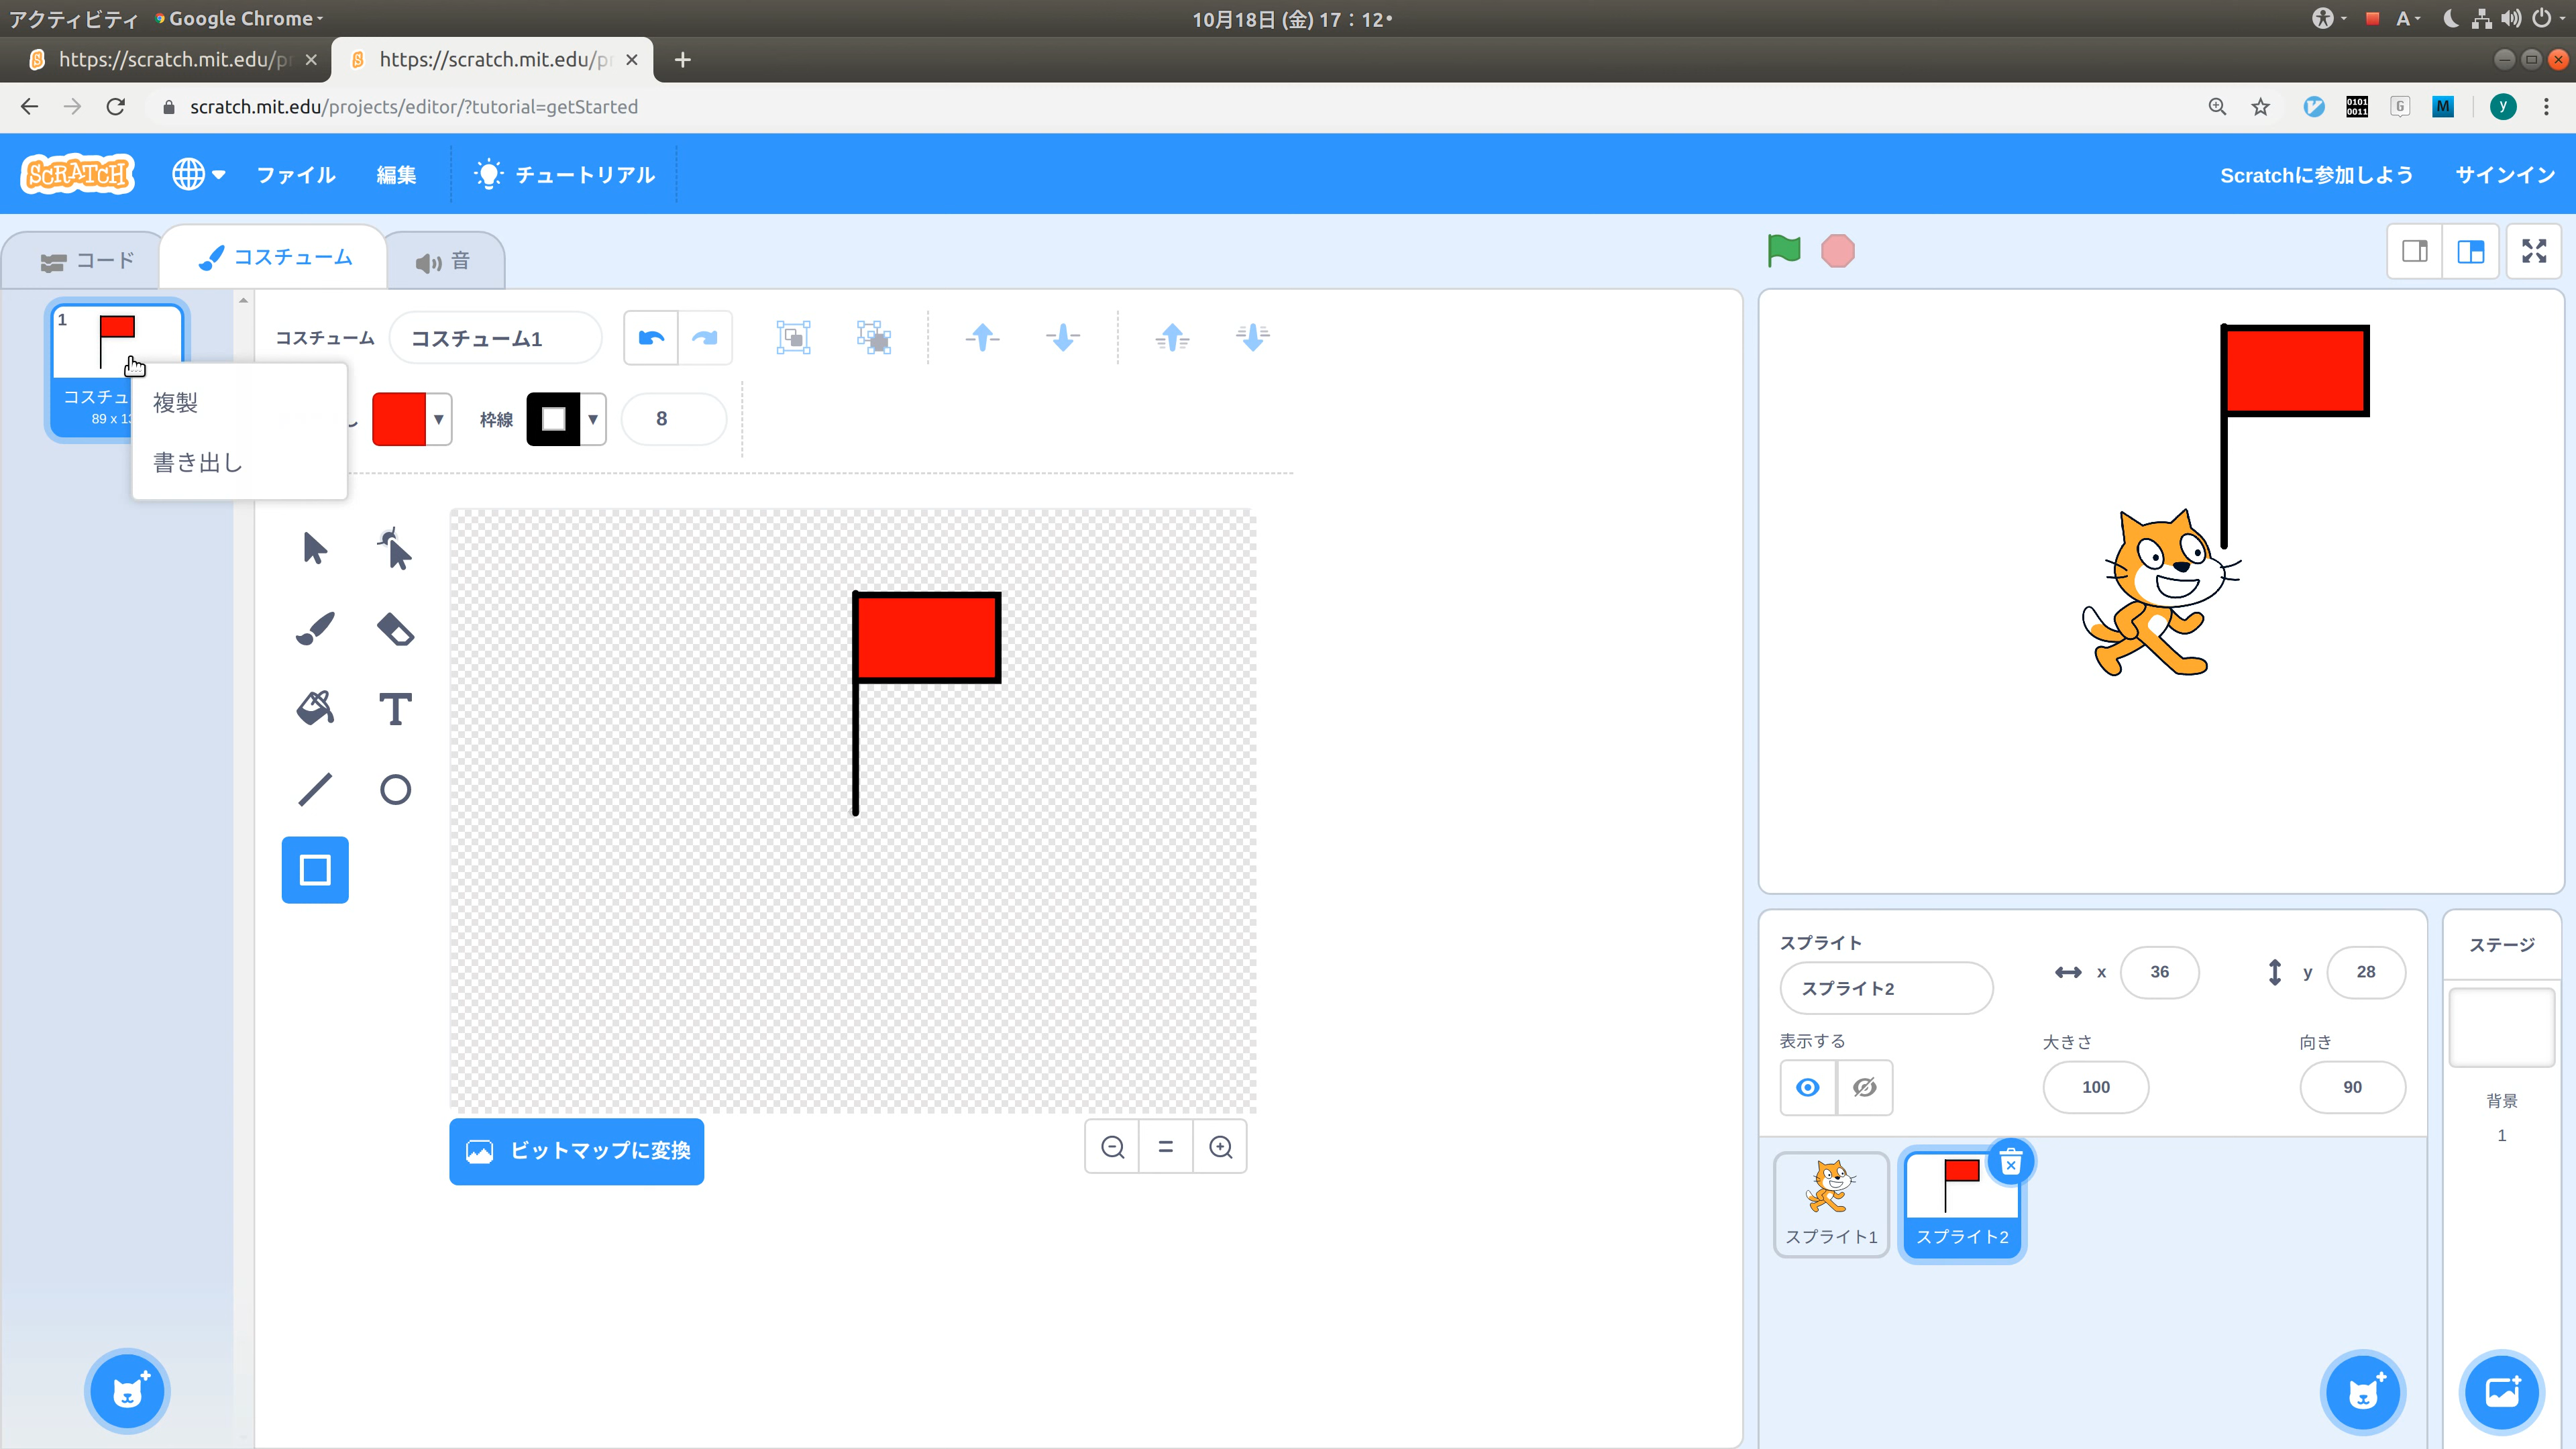 アクティビティ Google Chrome
10月18日 (金) 17：12
A
https://scratch.mit.edu/p
https://scratch.mit.edu/p
scratch.mit.edu/projects/editor/?tutorial=getStarted
0101
0011
G
M
y
SCRATCH
ファイル
編集
チュートリアル
Scratchに参加しよう
サインイン
コード
コスチューム
音
1
コスチュ
89 x 1
複製
書き出し
コスチューム
コスチューム1
し
枠線
8
T
ビットマップに変換
スプライト
スプライト2
x
36
y
28
表示する
大きさ
100
向き
90
スプライト1
スプライト2
ステージ
背景
1